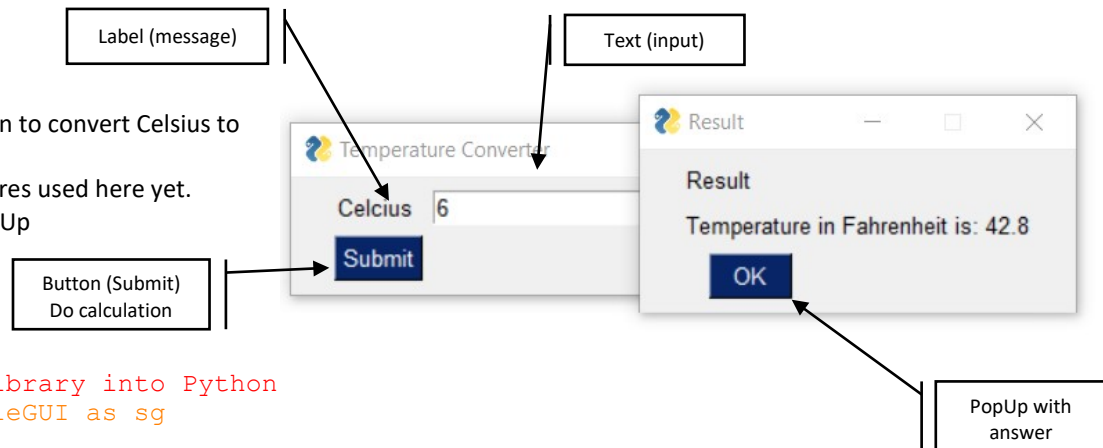 Label (message)
Text (input)
n to convert Celsius to
res used here yet.
Up
Temperature Converter
Celcius 6
Submit
Result
Result
Temperature in Fahrenheit is: 42.8
OK
Button (Submit)
Do calculation
ibrary into Python
leGUI as sg
PopUp with
answer